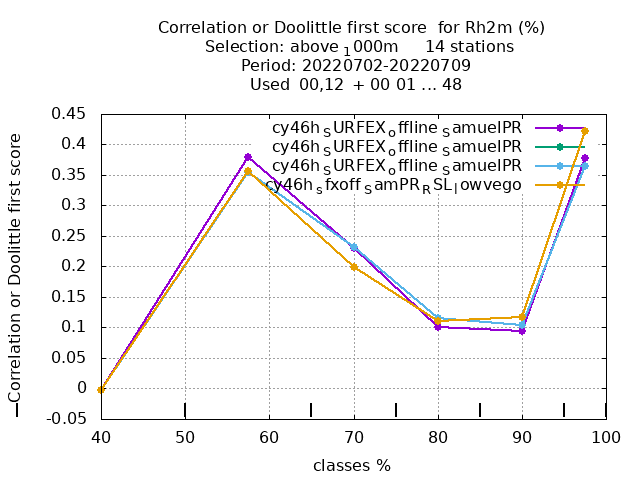 Correlation or Doolittle first score  for Rh2m (%)
Selection: above 1000m     14 stations
Period: 20220702-20220709
Used  00,12  + 00 01 ... 48
Correlation or Doolittle first score
cy46h_SURFEX_offline_SamuelPR
cy46h_SURFEX_offline_SamuelPR
cy46h_SURFEX_offline_SamuelPR
cy46h_sfxoff_SamPR_RSL_lowvego
0.45
0.4
0.35
0.3
0.25
0.2
0.15
0.1
0.05
0
-0.05
40 50 60 70 80 90 100
classes %